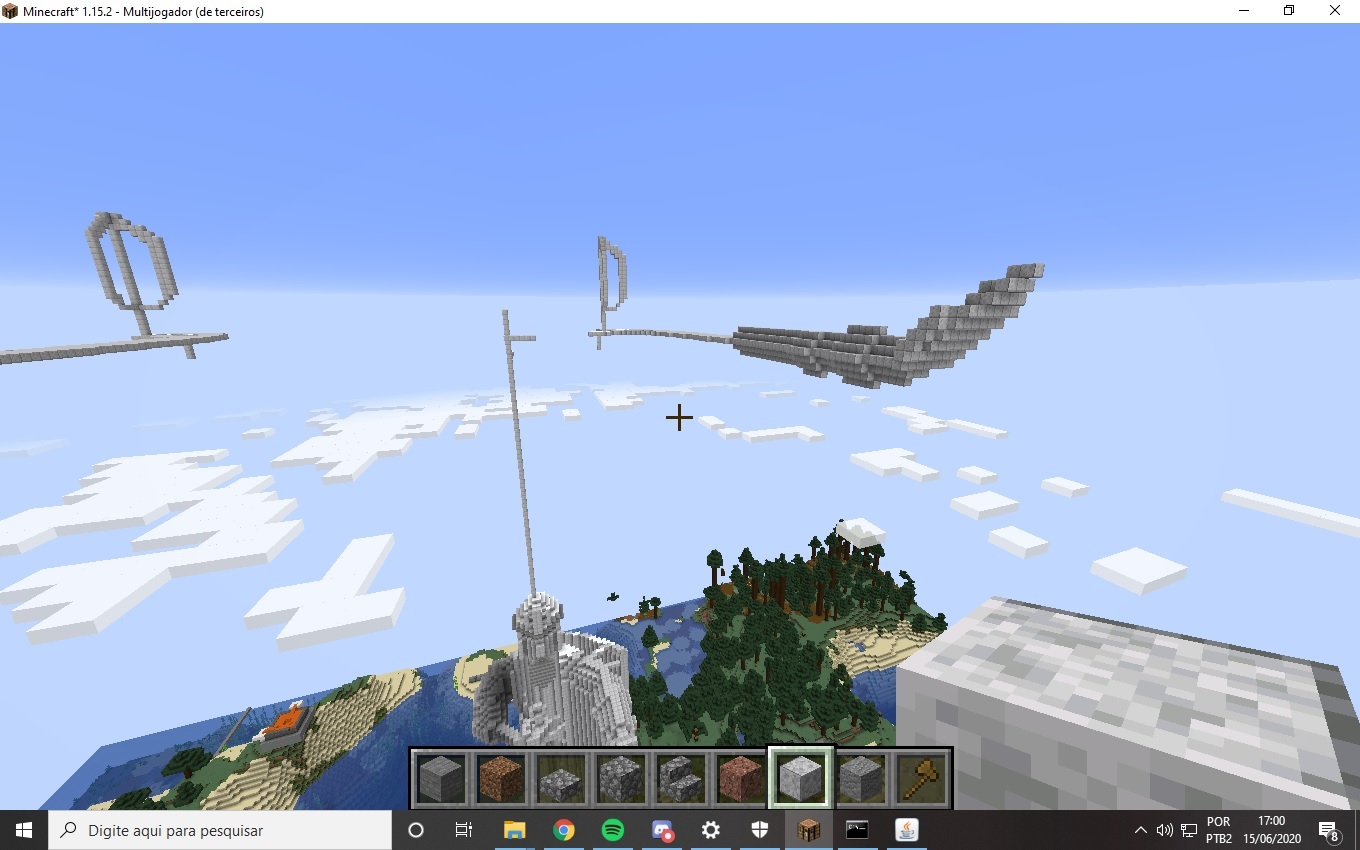 Minecraft* 1.15.2 - Multijogador (de terceiros)
Digite aqui para pesquisar
POR
PTB2
17:00
15/06/2020
8